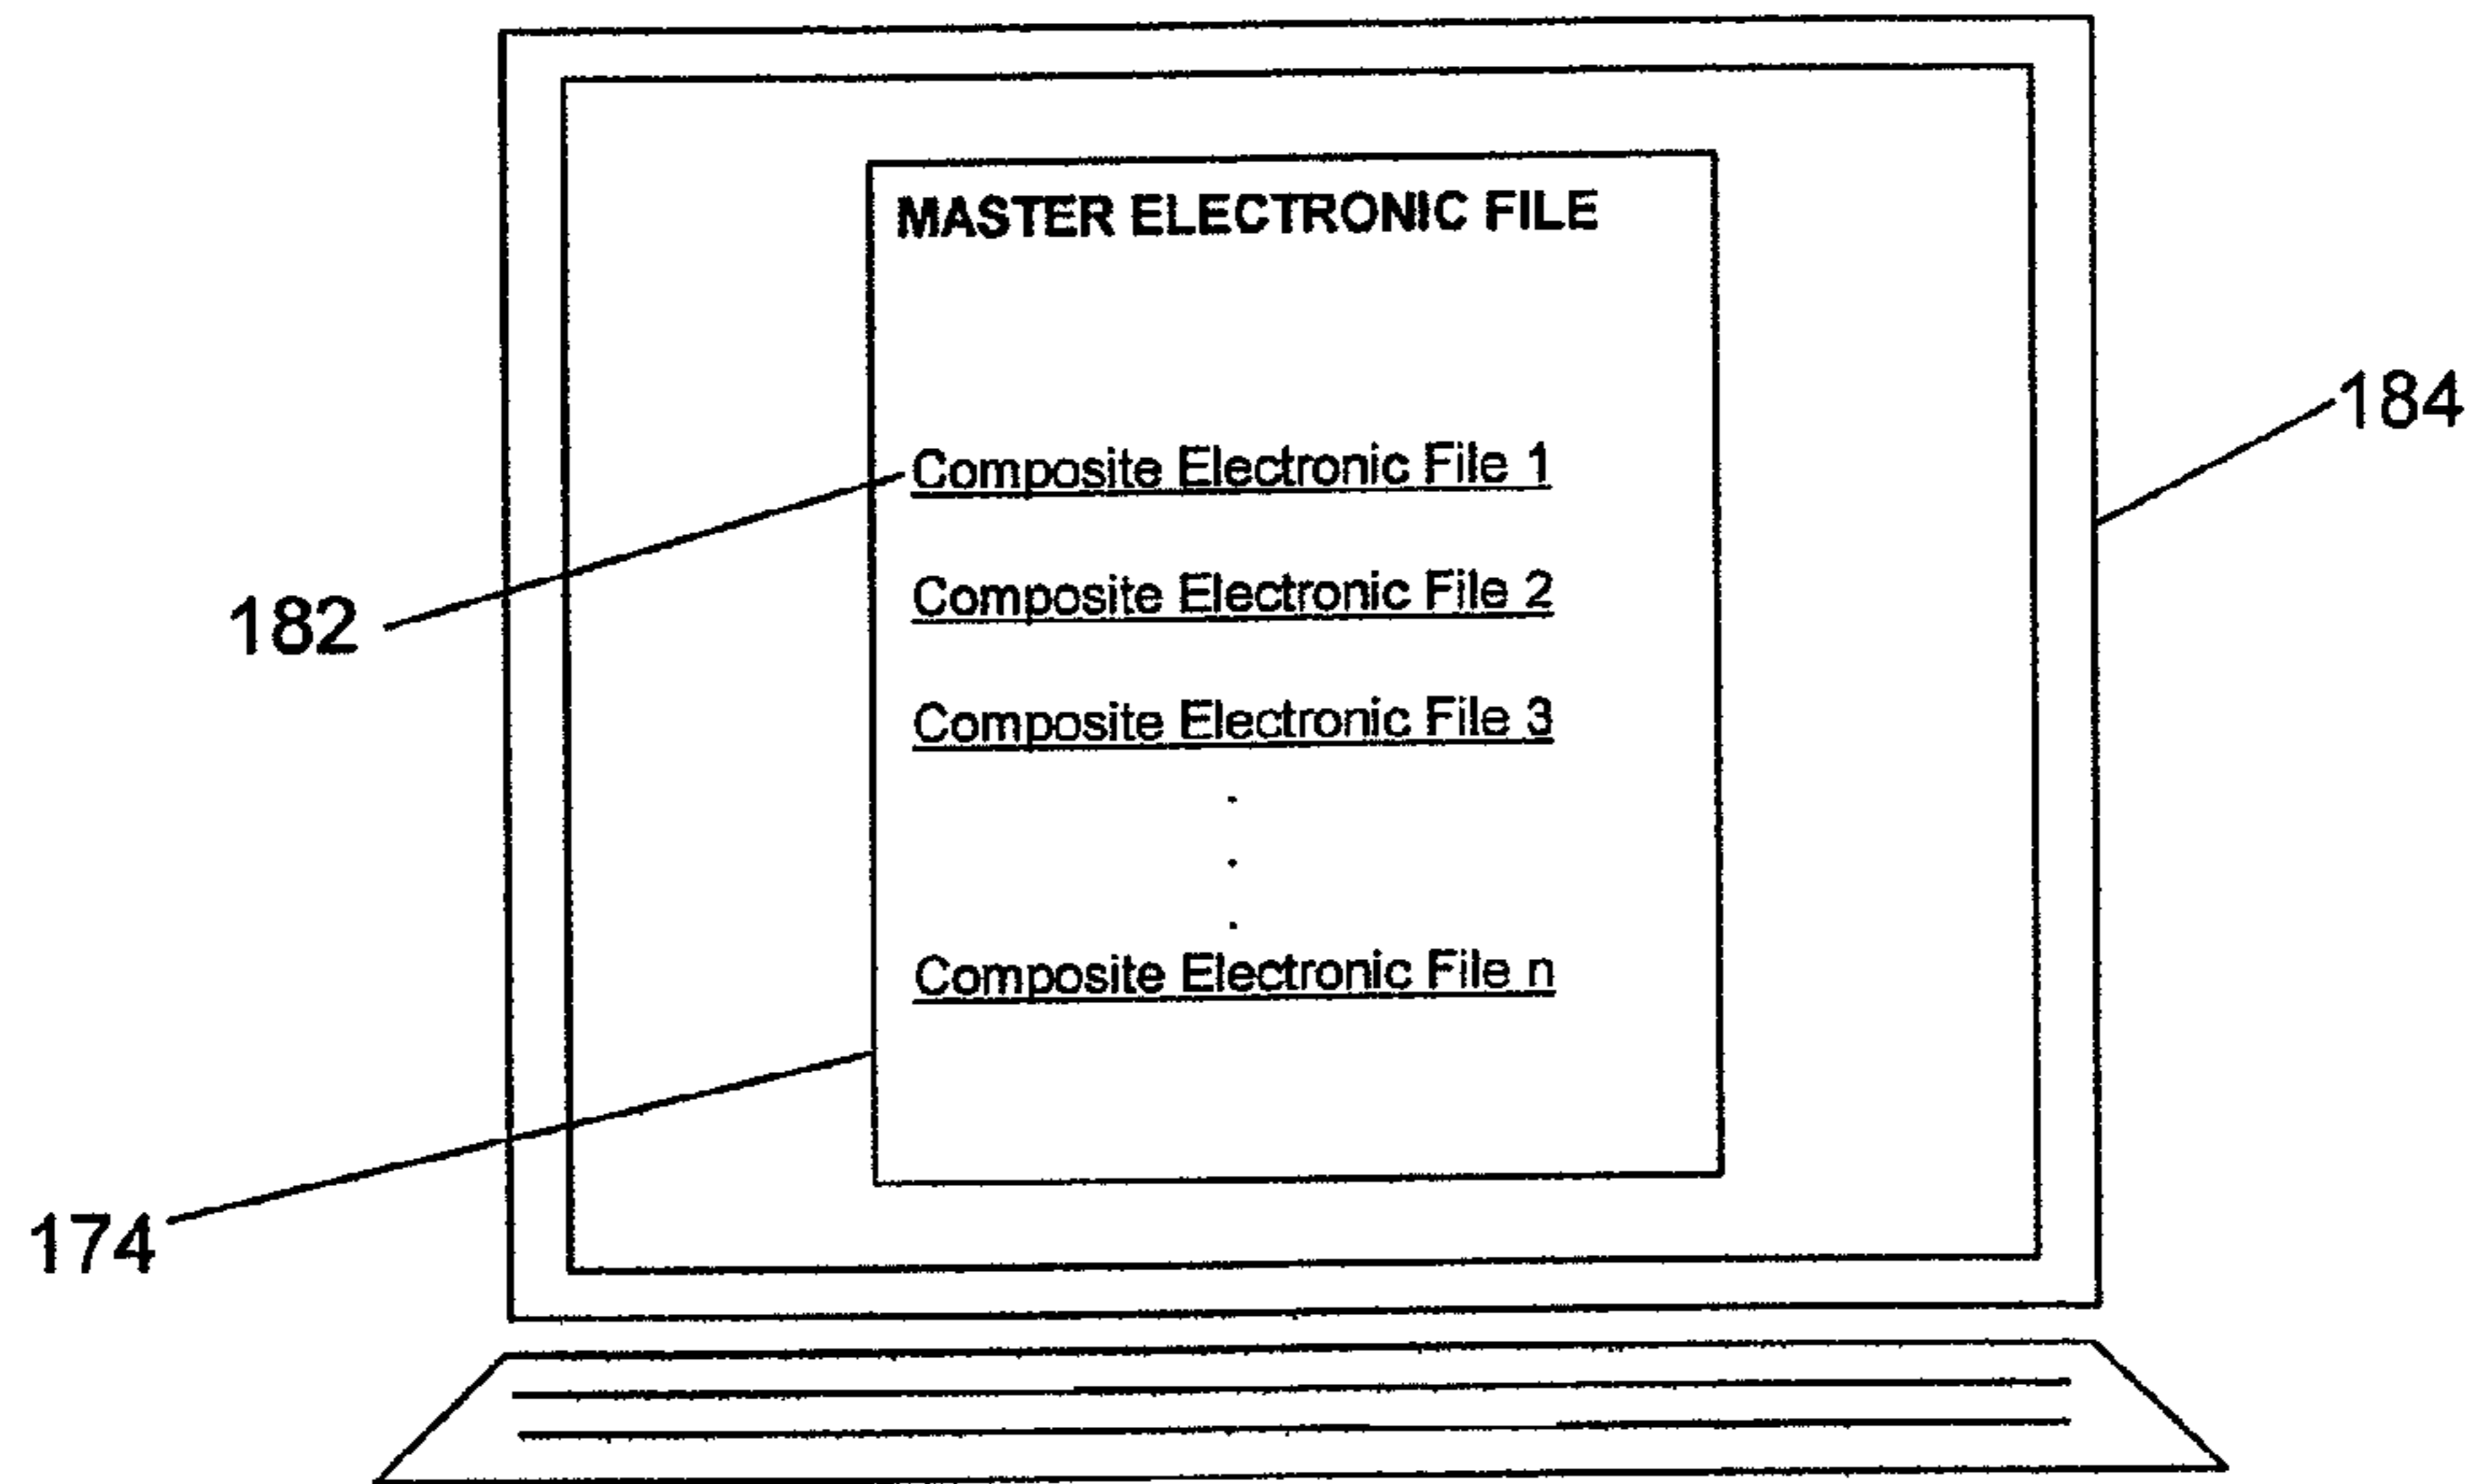 MASTER ELECTRONIC FILE
184
Composite Electronic File 1
182
Composite Electronic File 2
Composite Electronic File 3
.
.
.
Composite Electronic File n
174